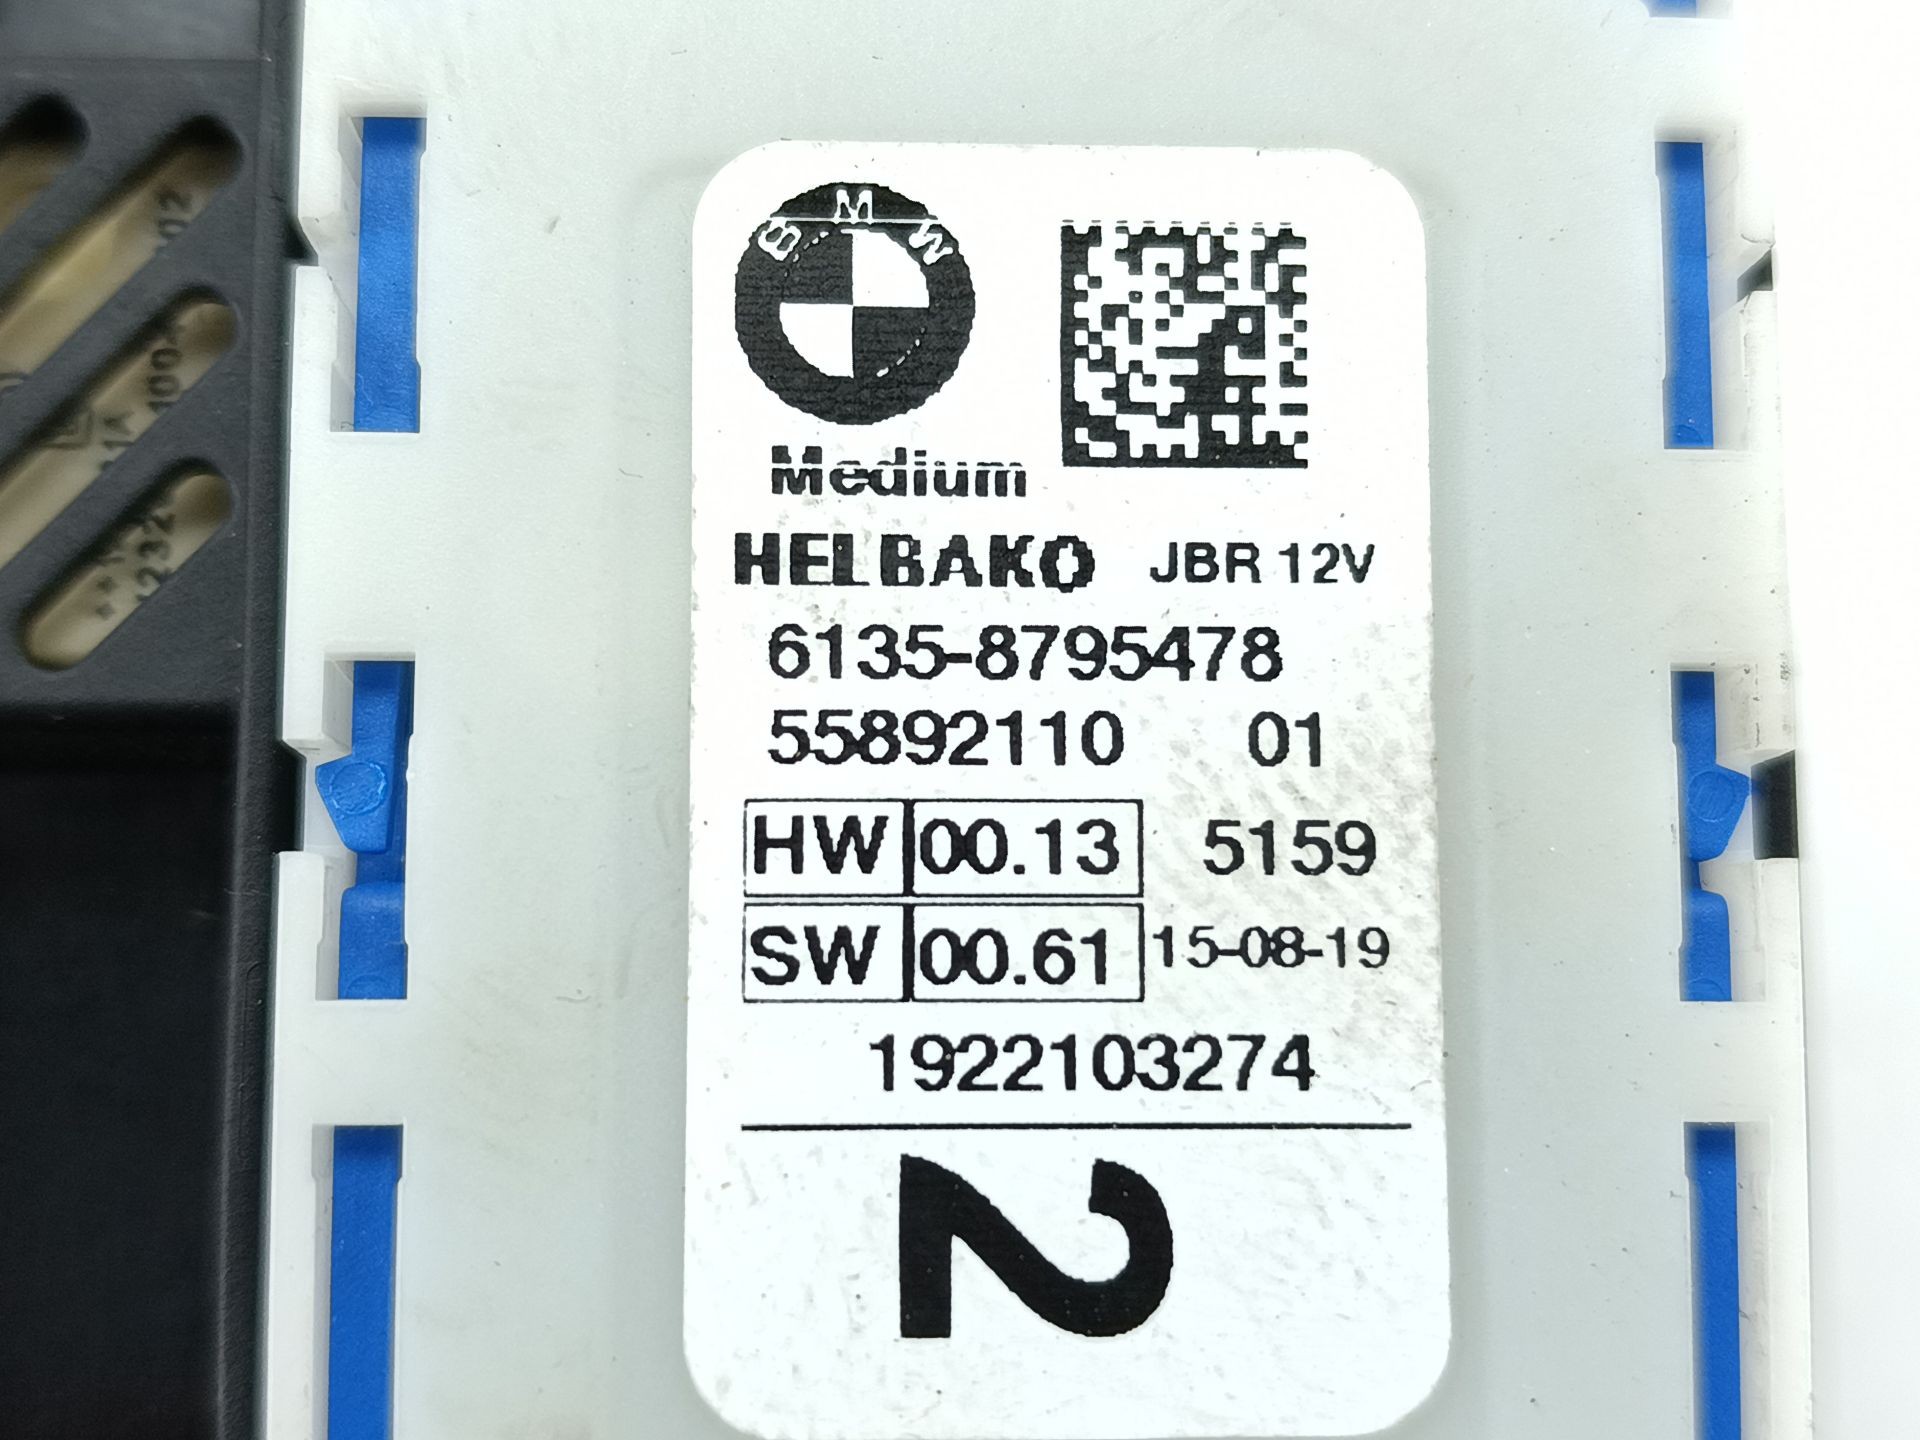 BMW
Medium
HELBAKO JBR 12V
6135-8795478
55892110 01
HW 00.13 5159
SW 00.61 15-08-19
1922103274
2